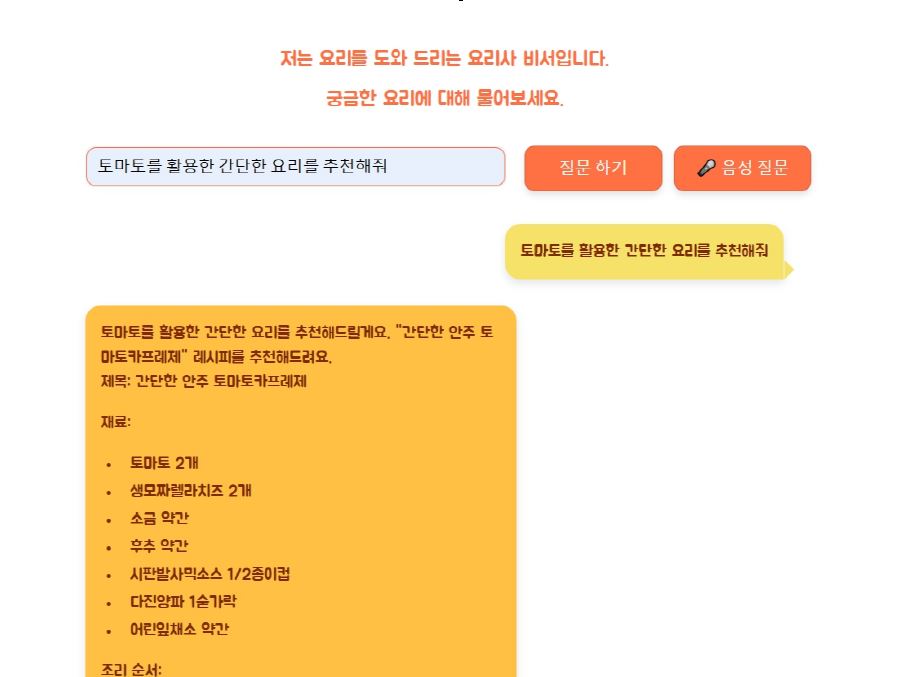 저는 요리를 도와 드리는 요리사 비서입니다.
궁금한 요리에 대해 물어보세요.
토마토를 활용한 간단한 요리를 추천해줘
질문 하기
🎤 음성 질문
토마토를 활용한 간단한 요리를 추천해줘
토마토를 활용한 간단한 요리를 추천해드릴게요. "간단한 안주 토
마토카프레제" 레시피를 추천해드려요.
제목: 간단한 안주 토마토카프레제
재료:
• 토마토 2개
• 생모짜렐라치즈 2개
• 소금 약간
• 후추 약간
• 시판발사믹소스 1/2종이컵
• 다진양파 1숟가락
• 어린잎채소 약간
조리 순서: